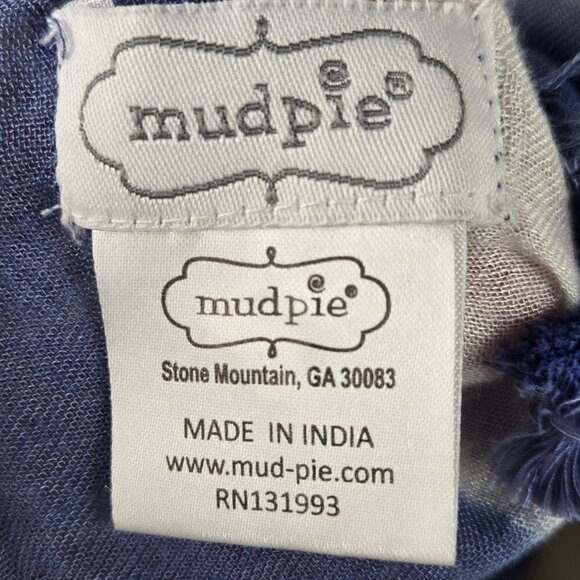 mudpie®
mudpie®
Stone Mountain, GA 30083
MADE IN INDIA
www.mud-pie.com
RN131993